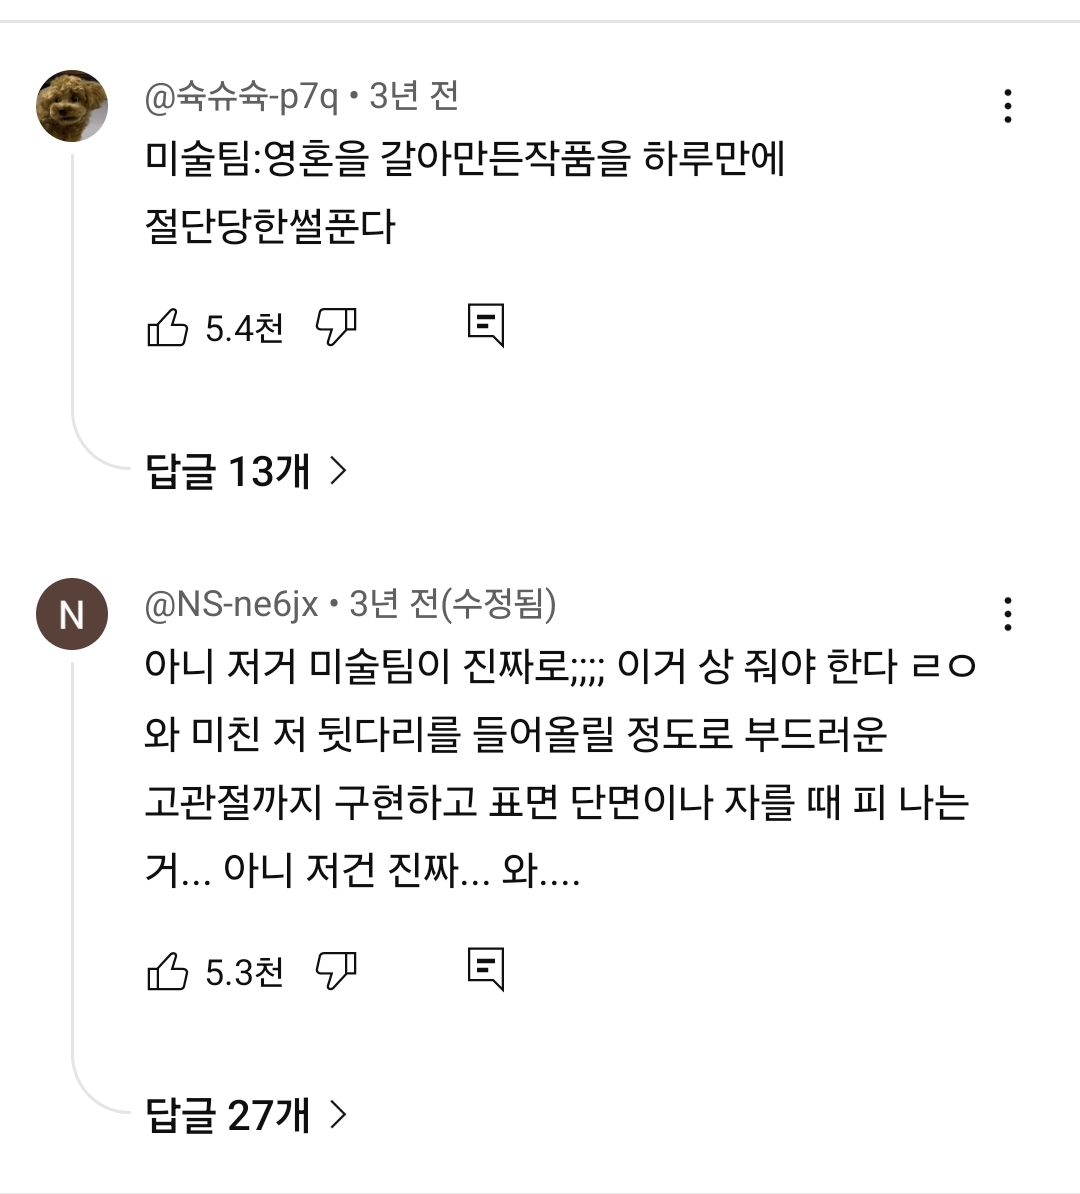 @슉슈슉-p7q • 3년 전
미술팀:영혼을 갈아만든작품을 하루만에
절단당한썰푼다
5.4천
답글 13개
N
@NS-ne6jx • 3년 전(수정됨)
아니 저거 미술팀이 진짜로;;;; 이거 상 줘야 한다 ㄹㅇ
와 미친 저 뒷다리를 들어올릴 정도로 부드러운
고관절까지 구현하고 표면 단면이나 자를 때 피 나는
거... 아니 저건 진짜... 와....
5.3천
답글 27개